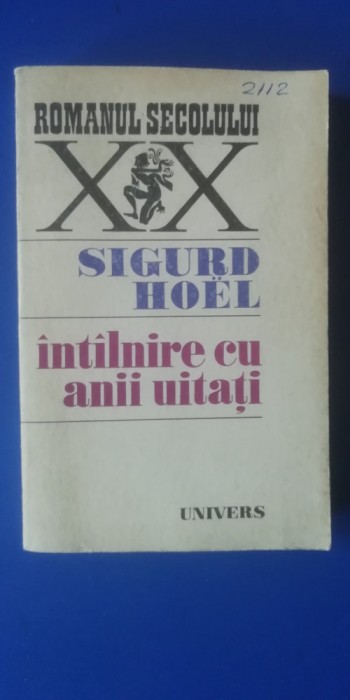 2112
ROMANUL SECOLULUI
XX
SIGURD
HOËL
întîlnire cu
anii uitați
UNIVERS